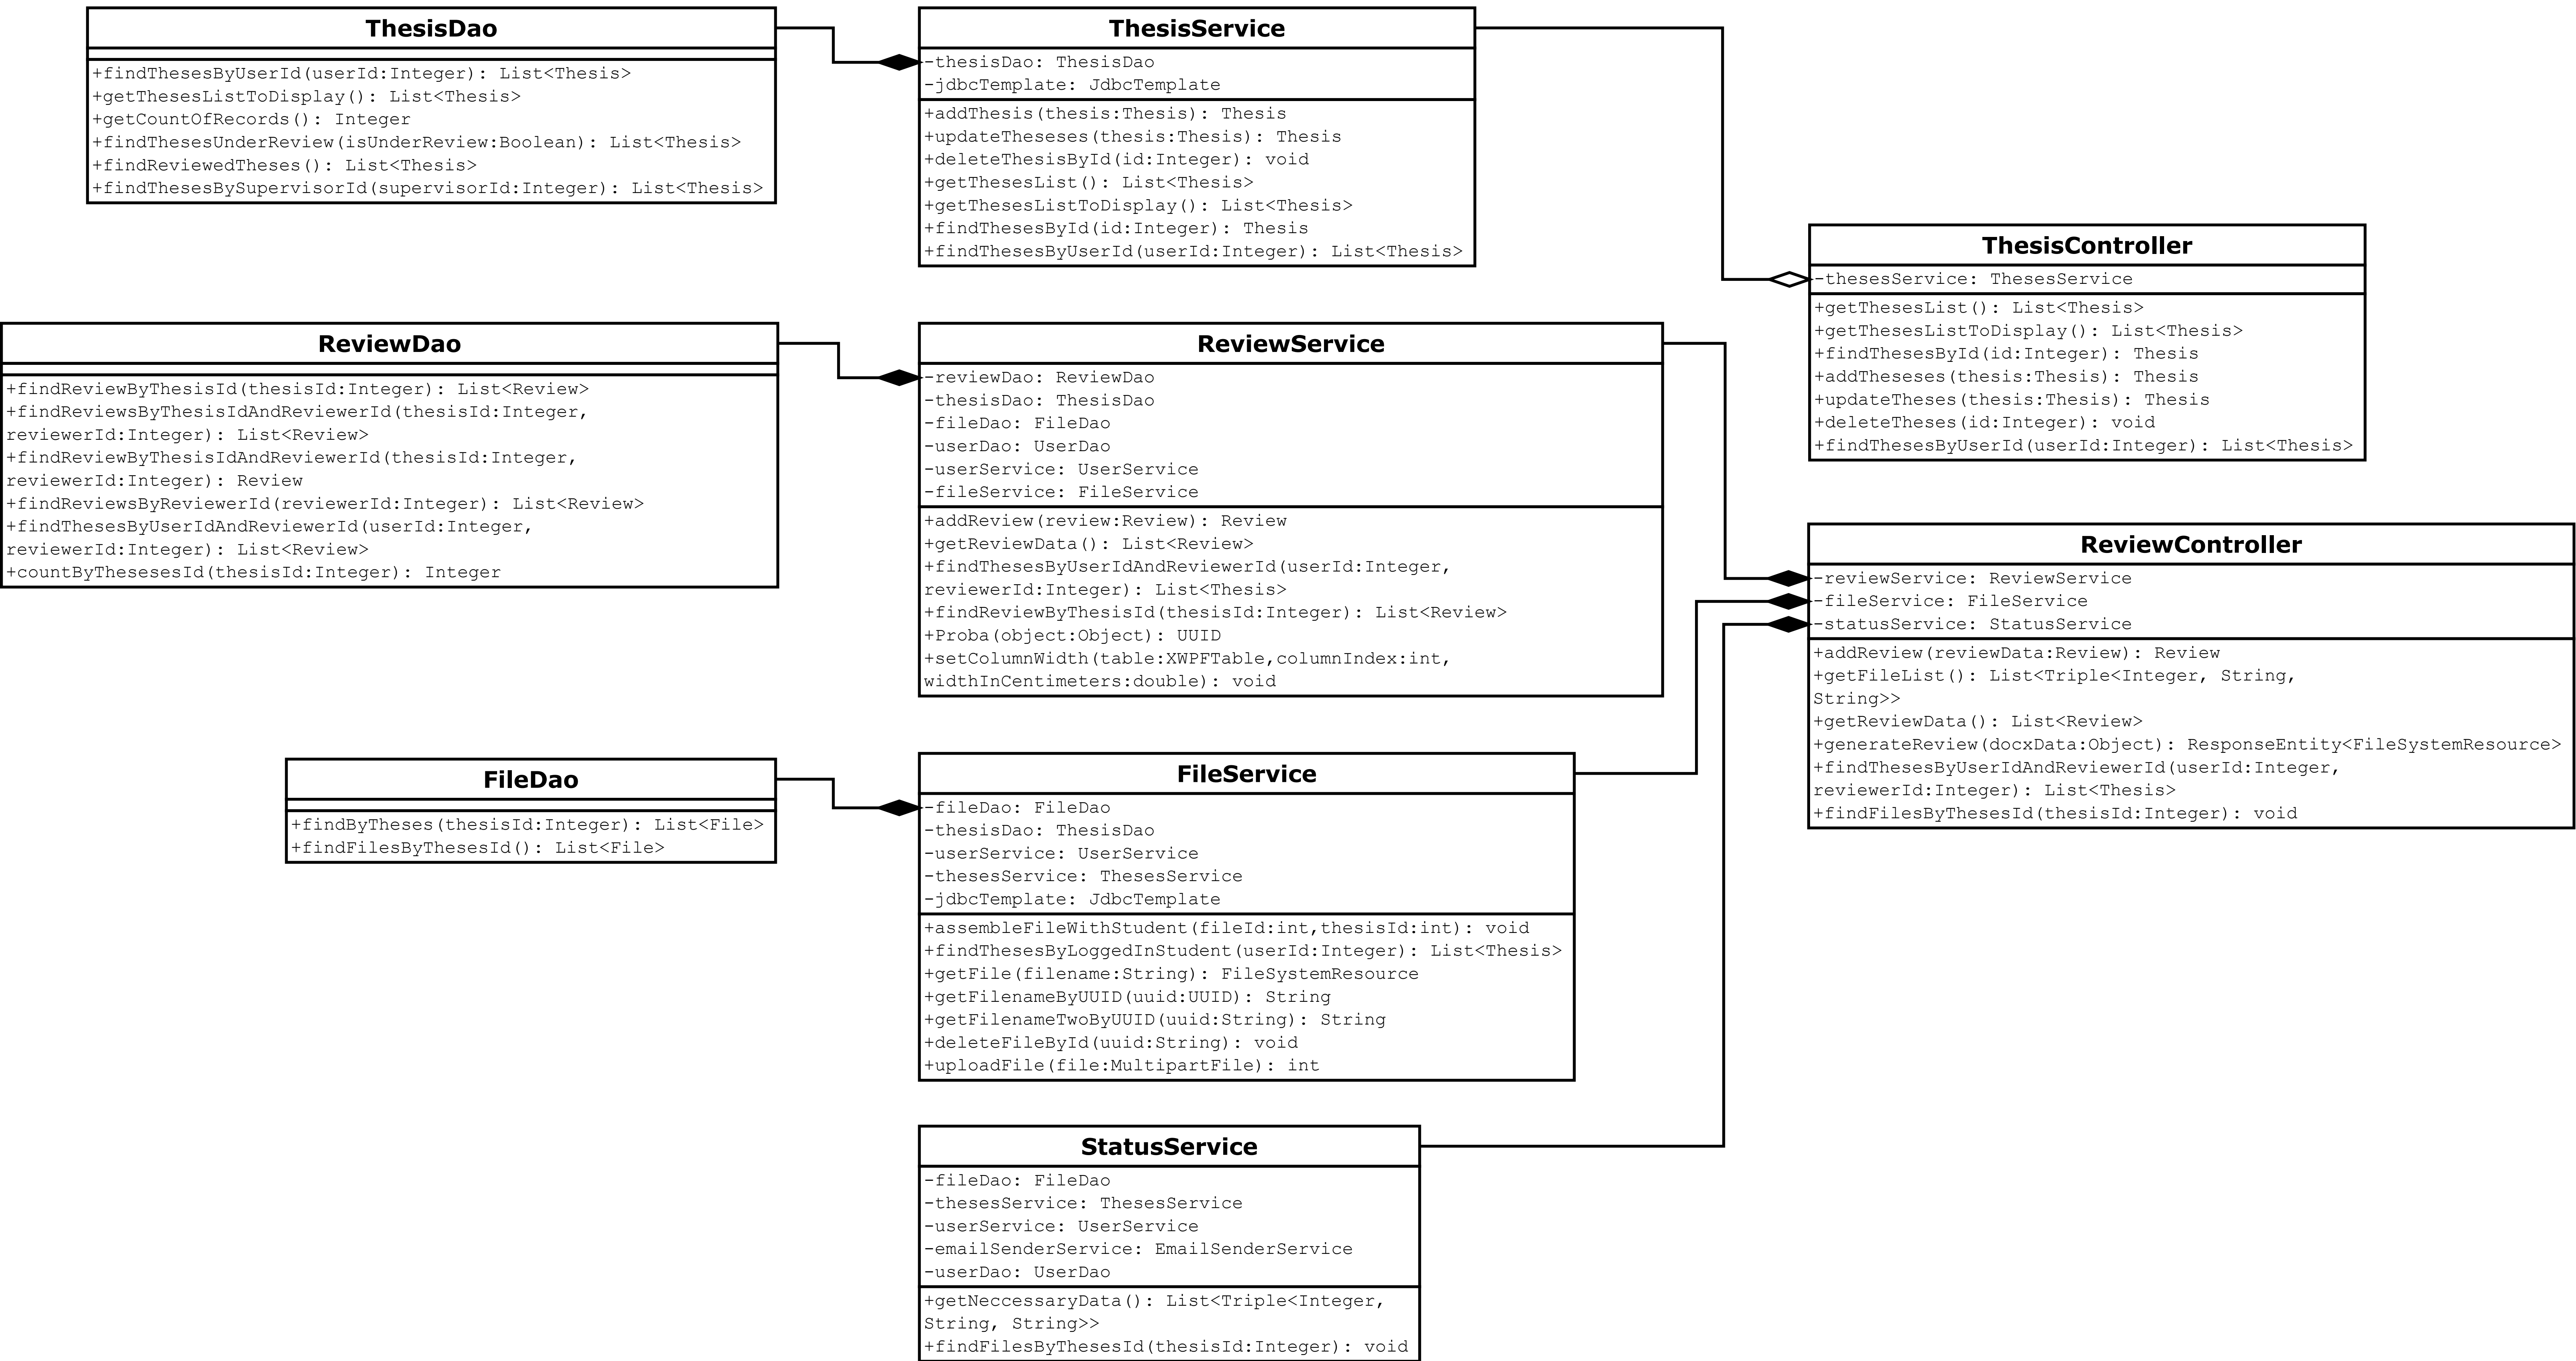 ThesisDao
+findThesesByUserId(userId:Integer): List<Thesis>
+getThesesListToDisplay(): List<Thesis>
+getCountOfRecords(): Integer
+findThesesUnderReview(isUnderReview:Boolean): List<Thesis>
+findReviewedTheses(): List<Thesis>
+findThesesBySupervisorId(supervisorId:Integer): List<Thesis>
ThesisService
-thesisDao: ThesisDao
-jdbcTemplate: JdbcTemplate
+addThesis(thesis:Thesis): Thesis
+updateTheseses(thesis:Thesis): Thesis
+deleteThesisById(id:Integer): void
+getThesesList(): List<Thesis>
+getThesesListToDisplay(): List<Thesis>
+findThesesById(id:Integer): Thesis
+findThesesByUserId(userId:Integer): List<Thesis>
ThesisController
-thesesService: ThesesService
+getThesesList(): List<Thesis>
+getThesesListToDisplay(): List<Thesis>
+findThesesById(id:Integer): Thesis
+addTheseses(thesis:Thesis): Thesis
+updateTheses(thesis:Thesis): Thesis
+deleteTheses(id:Integer): void
+findThesesByUserId(userId:Integer): List<Thesis>
ReviewDao
+findReviewByThesisId(thesisId:Integer): List<Review>
+findReviewsByThesisIdAndReviewerId(thesisId:Integer,
reviewerId:Integer): List<Review>
+findReviewByThesisIdAndReviewerId(thesisId:Integer,
reviewerId:Integer): Review
+findReviewsByReviewerId(reviewerId:Integer): List<Review>
+findThesesByUserIdAndReviewerId(userId:Integer,
reviewerId:Integer): List<Review>
+countByThesesesId(thesisId:Integer): Integer
ReviewService
-reviewDao: ReviewDao
-thesisDao: ThesisDao
-fileDao: FileDao
-userDao: UserDao
-userService: UserService
-fileService: FileService
+addReview(review:Review): Review
+getReviewData(): List<Review>
+findThesesByUserIdAndReviewerId(userId:Integer,
reviewerId:Integer): List<Thesis>
+findReviewByThesisId(thesisId:Integer): List<Review>
+Proba(object:Object): UUID
+setColumnWidth(table:XWPFTable,columnIndex:int,
widthInCentimeters:double): void
ReviewController
-reviewService: ReviewService
-fileService: FileService
-statusService: StatusService
+addReview(reviewData:Review): Review
+getFileList(): List<Triple<Integer, String,
String>>
+getReviewData(): List<Review>
+generateReview(docxData:Object): ResponseEntity<FileSystemResource>
+findThesesByUserIdAndReviewerId(userId:Integer,
reviewerId:Integer): List<Thesis>
+findFilesByThesesId(thesisId:Integer): void
FileDao
+findByTheses(thesisId:Integer): List<File>
+findFilesByThesesId(): List<File>
FileService
-fileDao: FileDao
-thesisDao: ThesisDao
-userService: UserService
-thesesService: ThesesService
-jdbcTemplate: JdbcTemplate
+assembleFileWithStudent(fileId:int,thesisId:int): void
+findThesesByLoggedInStudent(userId:Integer): List<Thesis>
+getFile(filename:String): FileSystemResource
+getFilenameByUUID(uuid:UUID): String
+getFilenameTwoByUUID(uuid:String): String
+deleteFileById(uuid:String): void
+uploadFile(file:MultipartFile): int
StatusService
-fileDao: FileDao
-thesesService: ThesesService
-userService: UserService
-emailSenderService: EmailSenderService
-userDao: UserDao
+getNeccessaryData(): List<Triple<Integer,
String, String>>
+findFilesByThesesId(thesisId:Integer): void